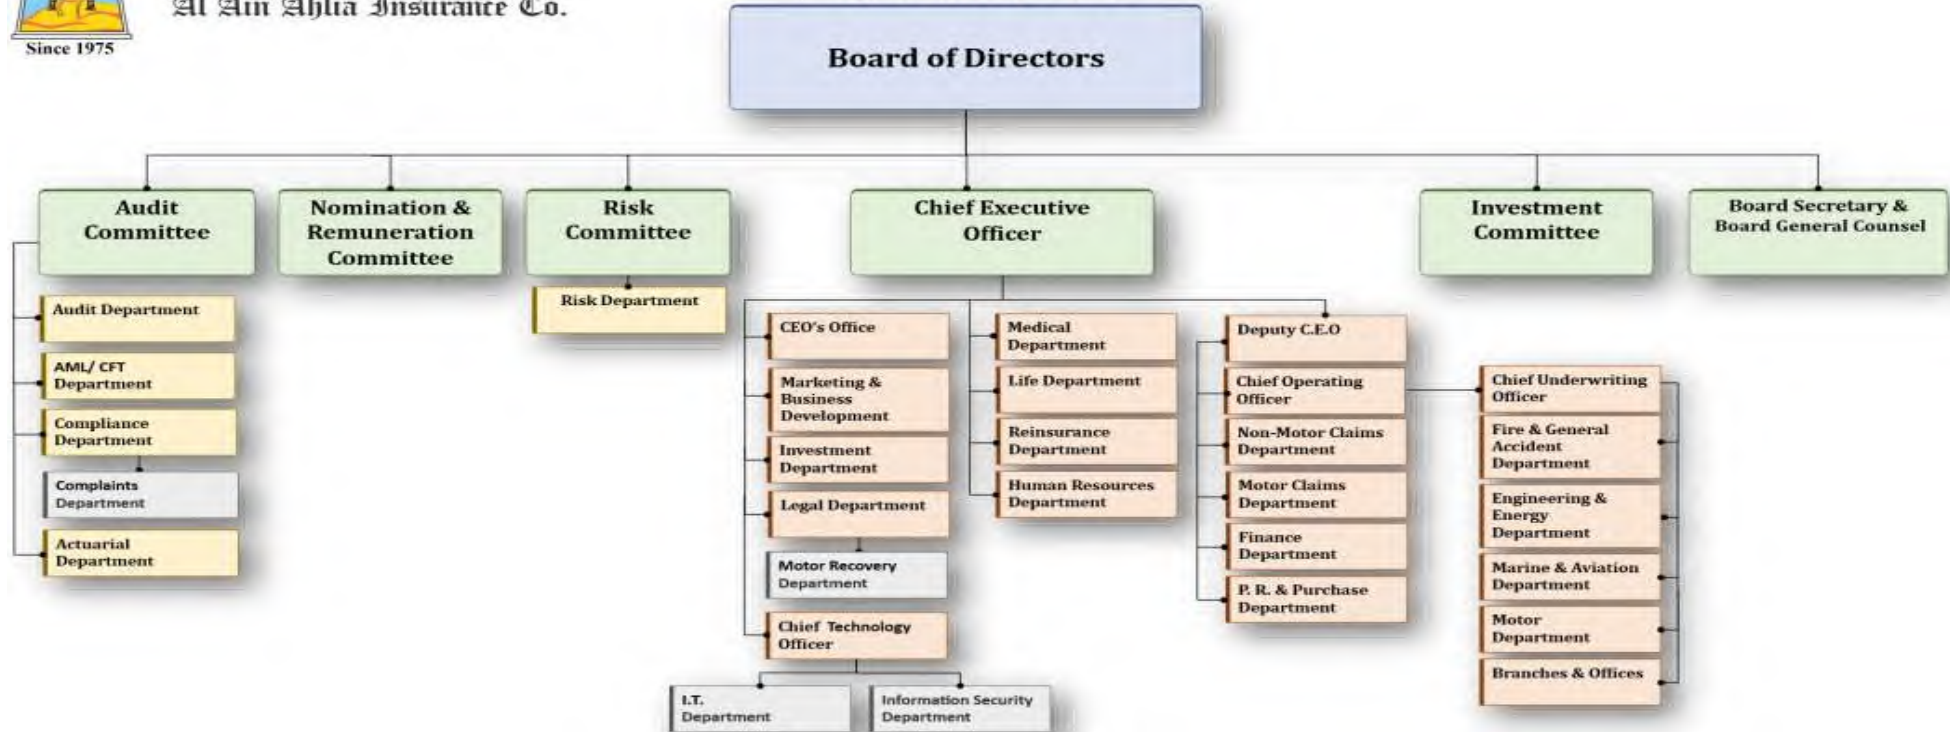 Al Ain Ahlia Insurance Co.
Since 1975
Board of Directors
Audit
Committee
Nomination &
Remuneration
Committee
Risk
Committee
Chief Executive
Officer
Investment
Committee
Board Secretary &
Board General Counsel
Audit Department
AML/ CFT
Department
Compliance
Department
Complaints
Department
Actuarial
Department
Risk Department
CEO's Office
Marketing &
Business
Development
Investment
Department
Legal Department
Motor Recovery
Department
Chief Technology
Officer
I.T.
Department
Information Security
Department
Medical
Department
Life Department
Reinsurance
Department
Human Resources
Department
Deputy C.E.O
Chief Operating
Officer
Non-Motor Claims
Department
Motor Claims
Department
Finance
Department
P. R. & Purchase
Department
Chief Underwriting
Officer
Fire & General
Accident
Department
Engineering &
Energy
Department
Marine & Aviation
Department
Motor
Department
Branches & Offices